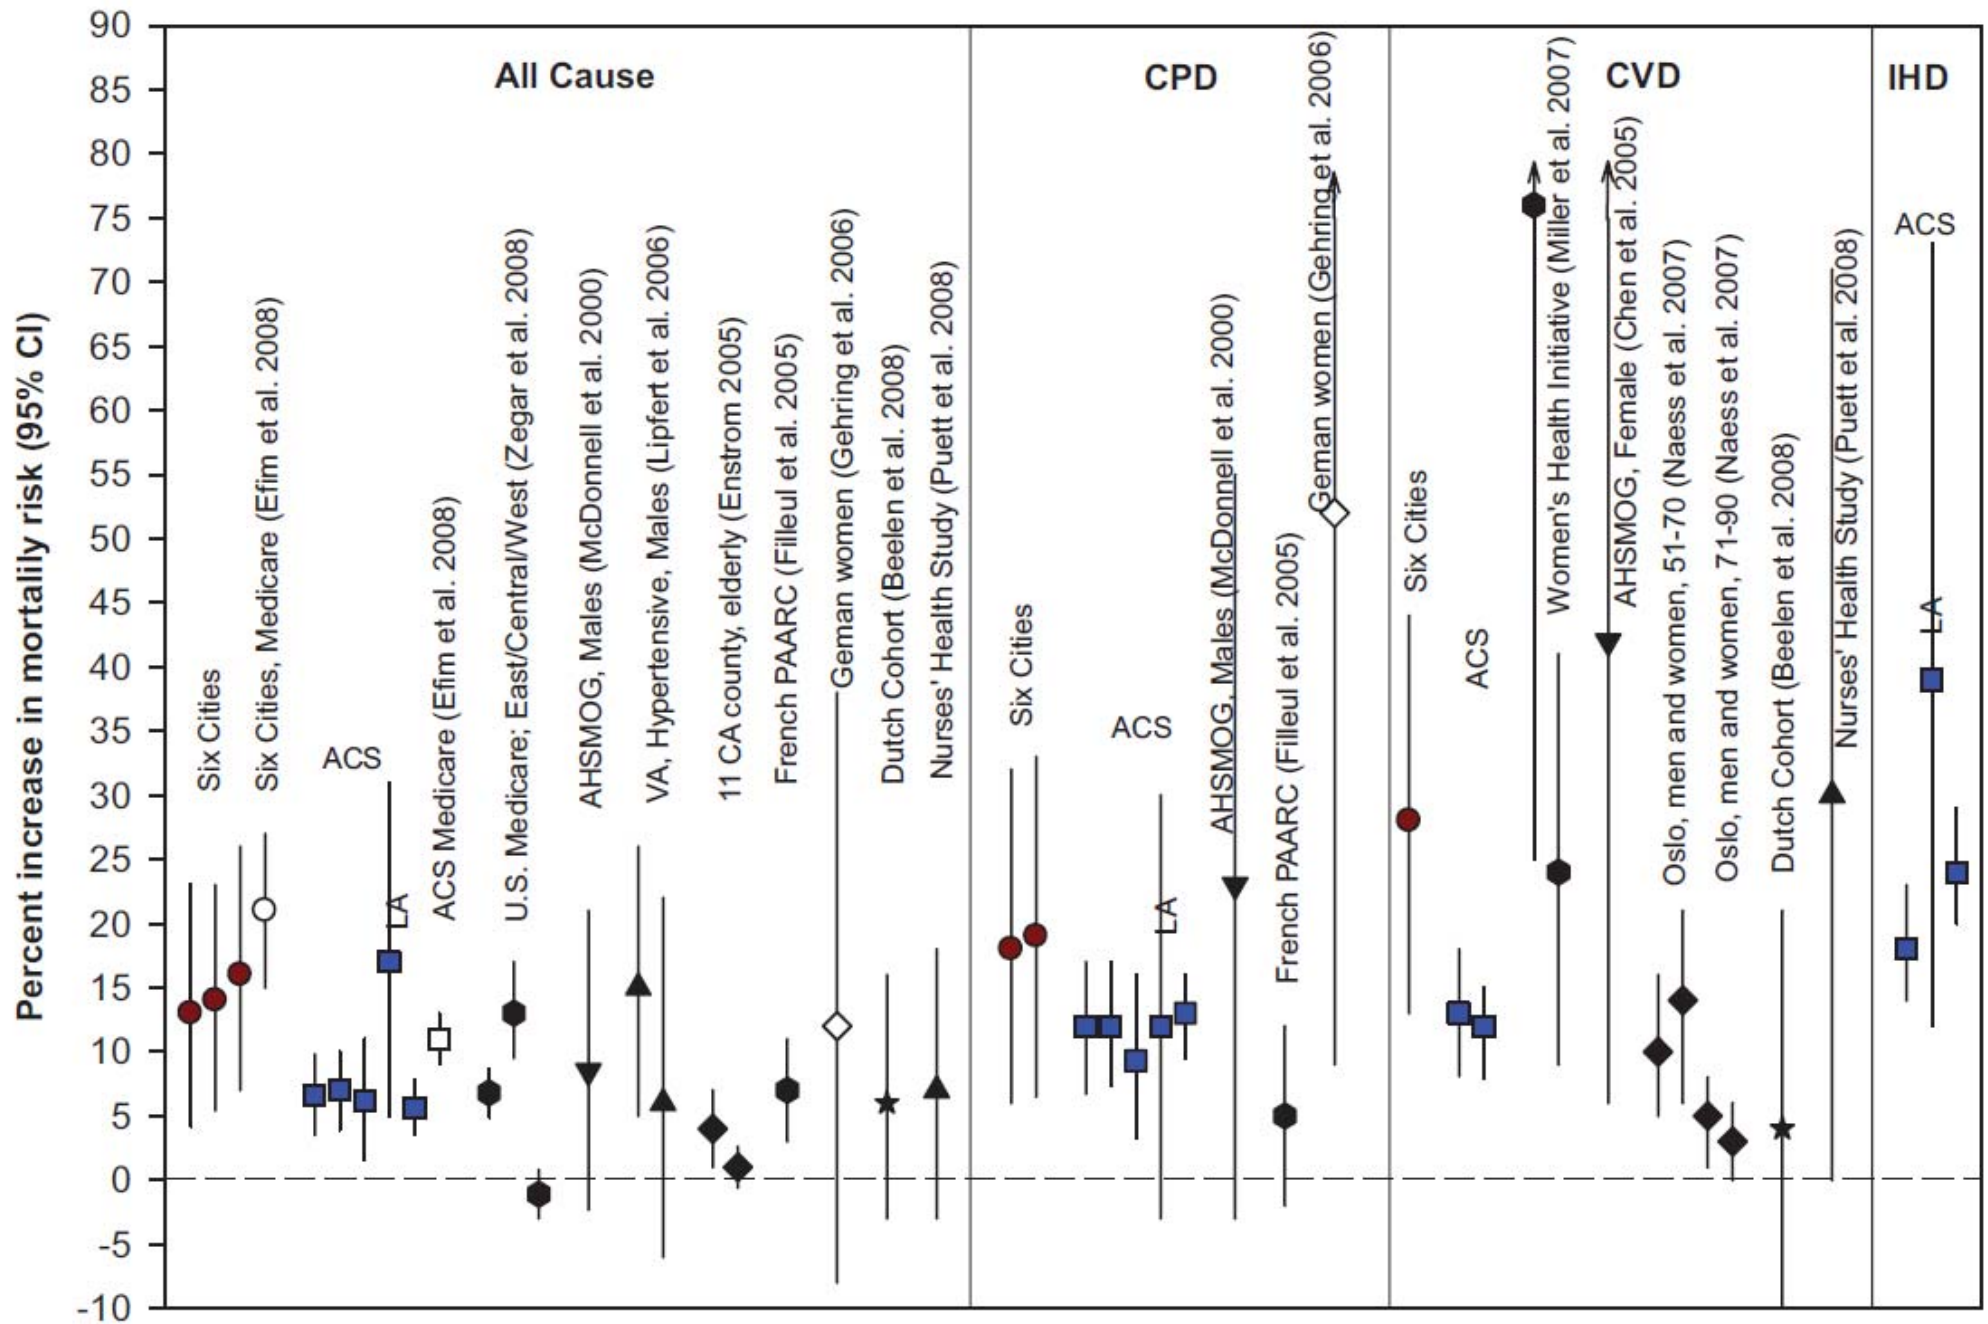 Percent increase in mortalily risk (95% CI)
90
85
80
75
70
65
60
55
50
45
40
35
30
25
20
15
10
5
0
-5
-10
All Cause
Six Cities
Six Cities, Medicare (Efim et al. 2008)
ACS
LA
ACS Medicare (Efim et al. 2008)
U.S. Medicare; East/Central/West (Zegar et al. 2008)
AHSMOG, Males (McDonnell et al. 2000)
VA, Hypertensive, Males (Lipfert et al. 2006)
11 CA county, elderly (Enstrom 2005)
French PAARC (Filleul et al. 2005)
Geman women (Gehring et al. 2006)
Dutch Cohort (Beelen et al. 2008)
Nurses' Health Study (Puett et al. 2008)
CPD
Six Cities
ACS
LA
AHSMOG, Males (McDonnell et al. 2000)
French PAARC (Filleul et al. 2005)
Geman women (Gehring et al. 2006)
CVD
Six Cities
ACS
Women's Health Initiative (Miller et al. 2007)
AHSMOG, Female (Chen et al. 2005)
Oslo, men and women, 51-70 (Naess et al. 2007)
Oslo, men and women, 71-90 (Naess et al. 2007)
Dutch Cohort (Beelen et al. 2008)
Nurses' Health Study (Puett et al. 2008)
IHD
ACS
LA